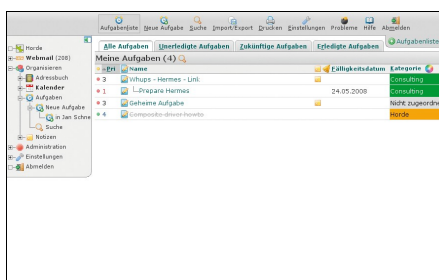 Aufgabenliste Neue Aufgabe Suche Import/Export Drucken Einstellungen Probleme Hilfe Abmelden
Alle Aufgaben Unerledigte Aufgaben Zukünftige Aufgaben Erledigte Aufgaben Aufgabenliste
Meine Aufgaben (4)
Pri Name Fälligkeitsdatum Kategorie
3 Whups - Hermes - Link Consulting
1 Prepare Hermes 24.05.2008 Consulting
3 Geheime Aufgabe Nicht zugeordne
4 Composite driver howto Horde
Horde
Webmail (208)
Organisieren
Adressbuch
Kalender
Aufgaben
Neue Aufgabe
in Jan Schne
Suche
Notizen
Administration
Einstellungen
Abmelden